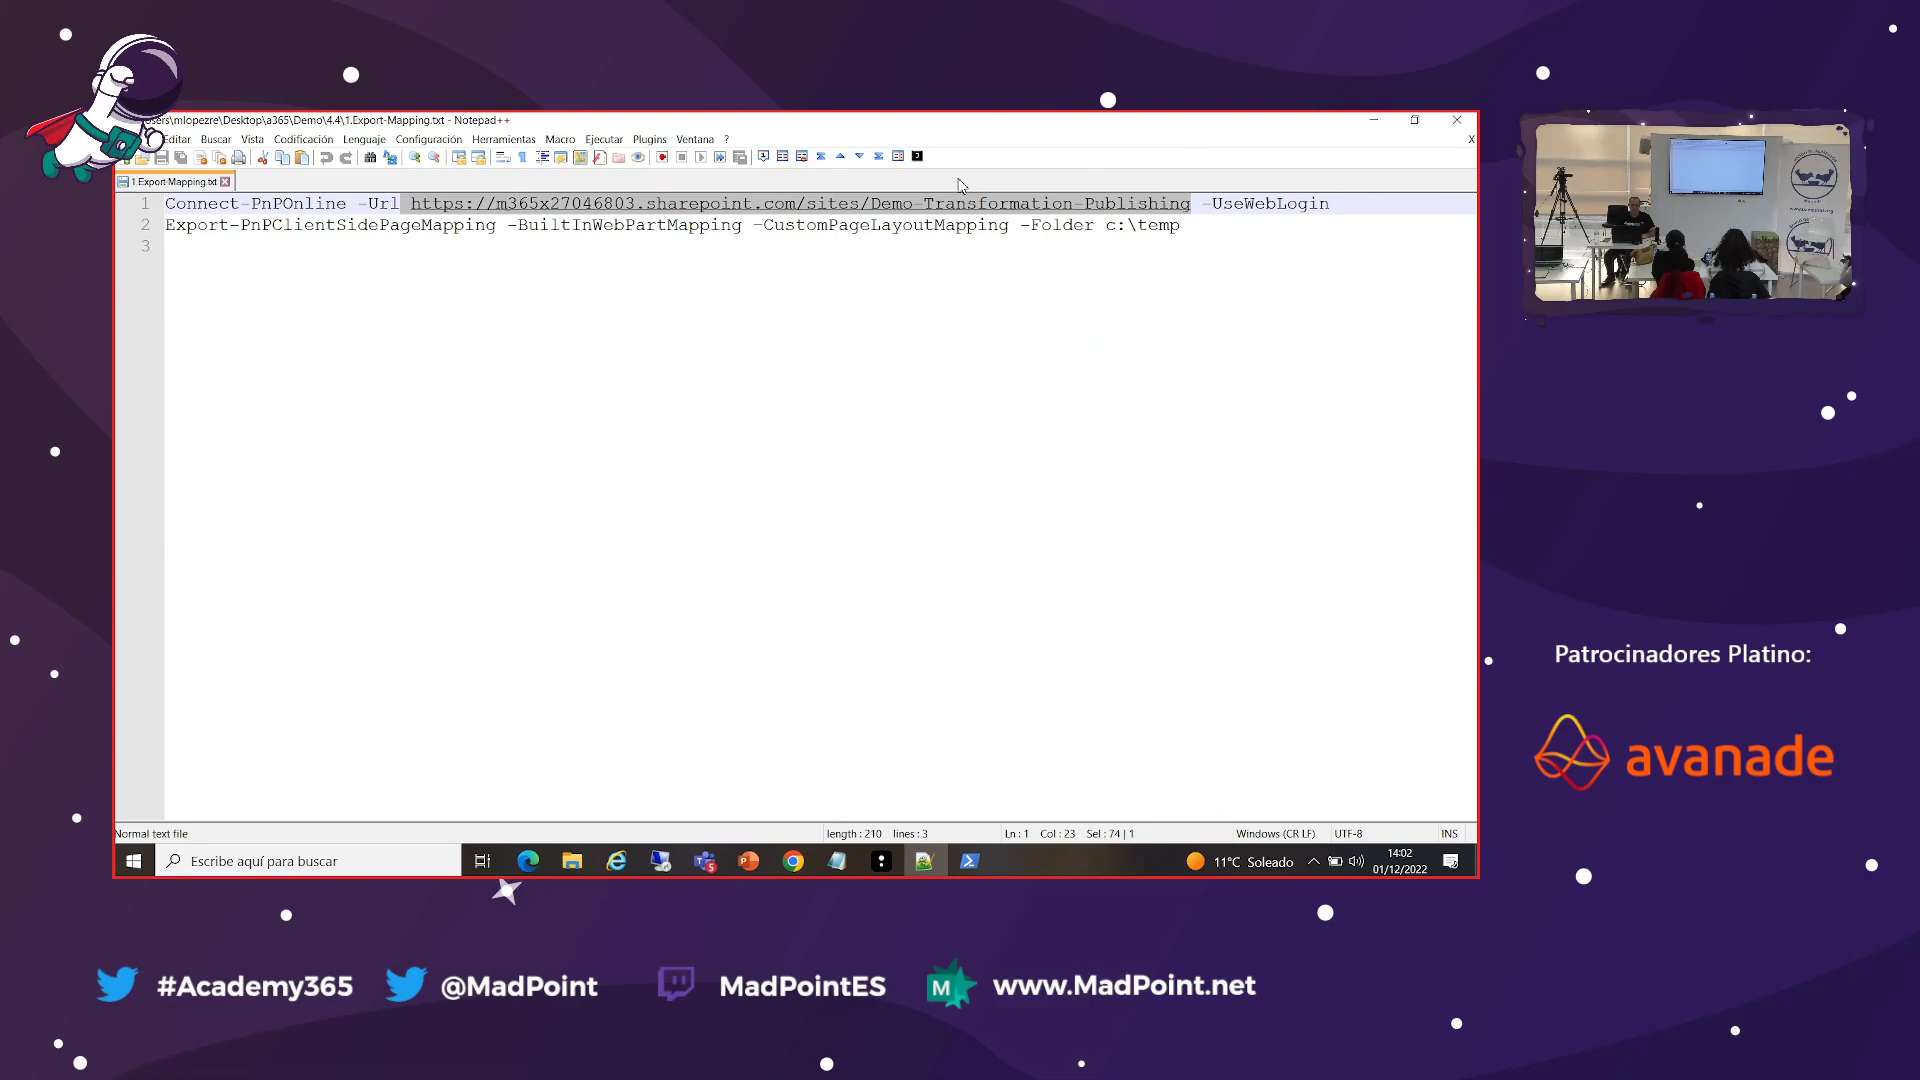 sers\mlopezre\Desktop\a365\Demo\4.4\1.Export-Mapping.txt - Notepad++
Editar Buscar Vista Codificación Lenguaje Configuración Herramientas Macro Ejecutar Plugins Ventana ? X
1.Export-Mapping.txt
1 Connect-PnPOnline -Url https://m365x27046803.sharepoint.com/sites/Demo-Transformation-Publishing -UseWebLogin
2 Export-PnPClientSidePageMapping -BuiltInWebPartMapping -CustomPageLayoutMapping -Folder c:\temp
3
Normal text file length : 210 lines : 3 Ln : 1 Col : 23 Sel : 74 | 1 Windows (CR LF) UTF-8 INS
Escribe aquí para buscar 11°C Soleado 14:02
01/12/2022
Patrocinadores Platino:
avanade
#Academy365 @MadPoint MadPointES M www.MadPoint.net